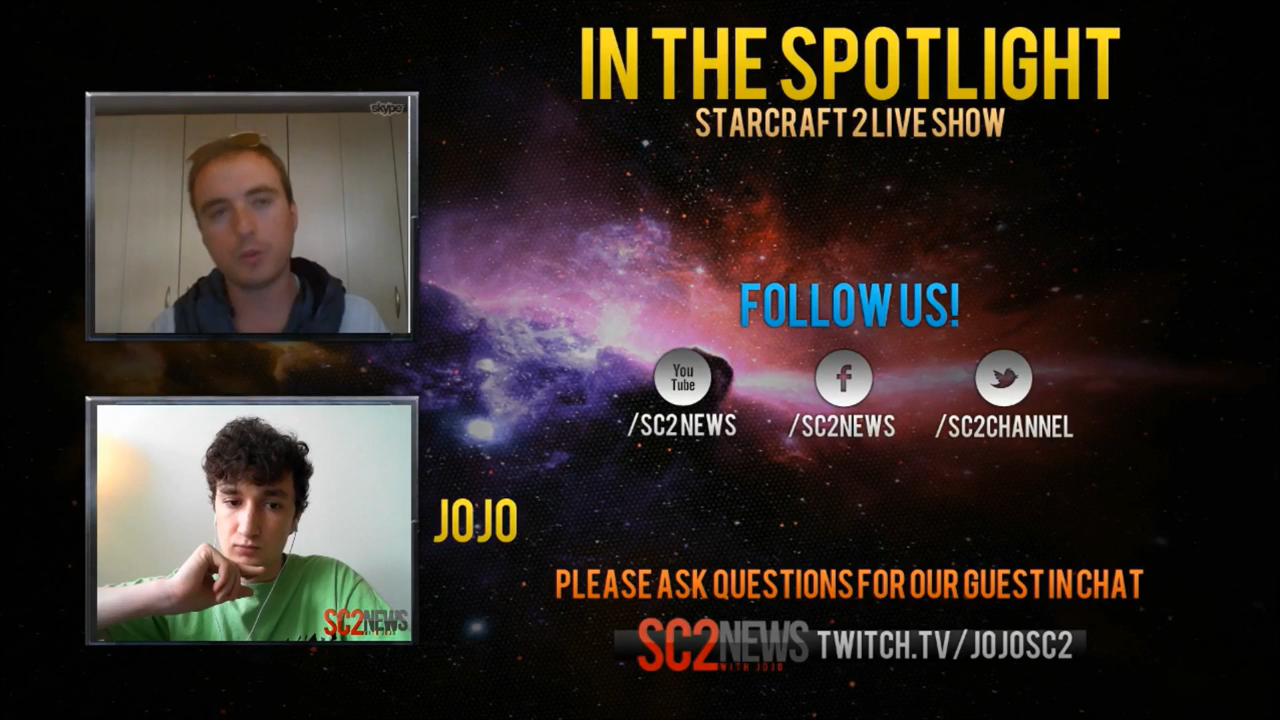 IN THE SPOTLIGHT
STARCRAFT 2 LIVE SHOW
skype
FOLLOW US!
You
Tube
f
/SC2 NEWS
/SC2NEWS
/SC2CHANNEL
JOJO
PLEASE ASK QUESTIONS FOR OUR GUEST IN CHAT
SC2NEWS
SC2NEWS TWITCH.TV/JOJOSC2
WITH JOJO